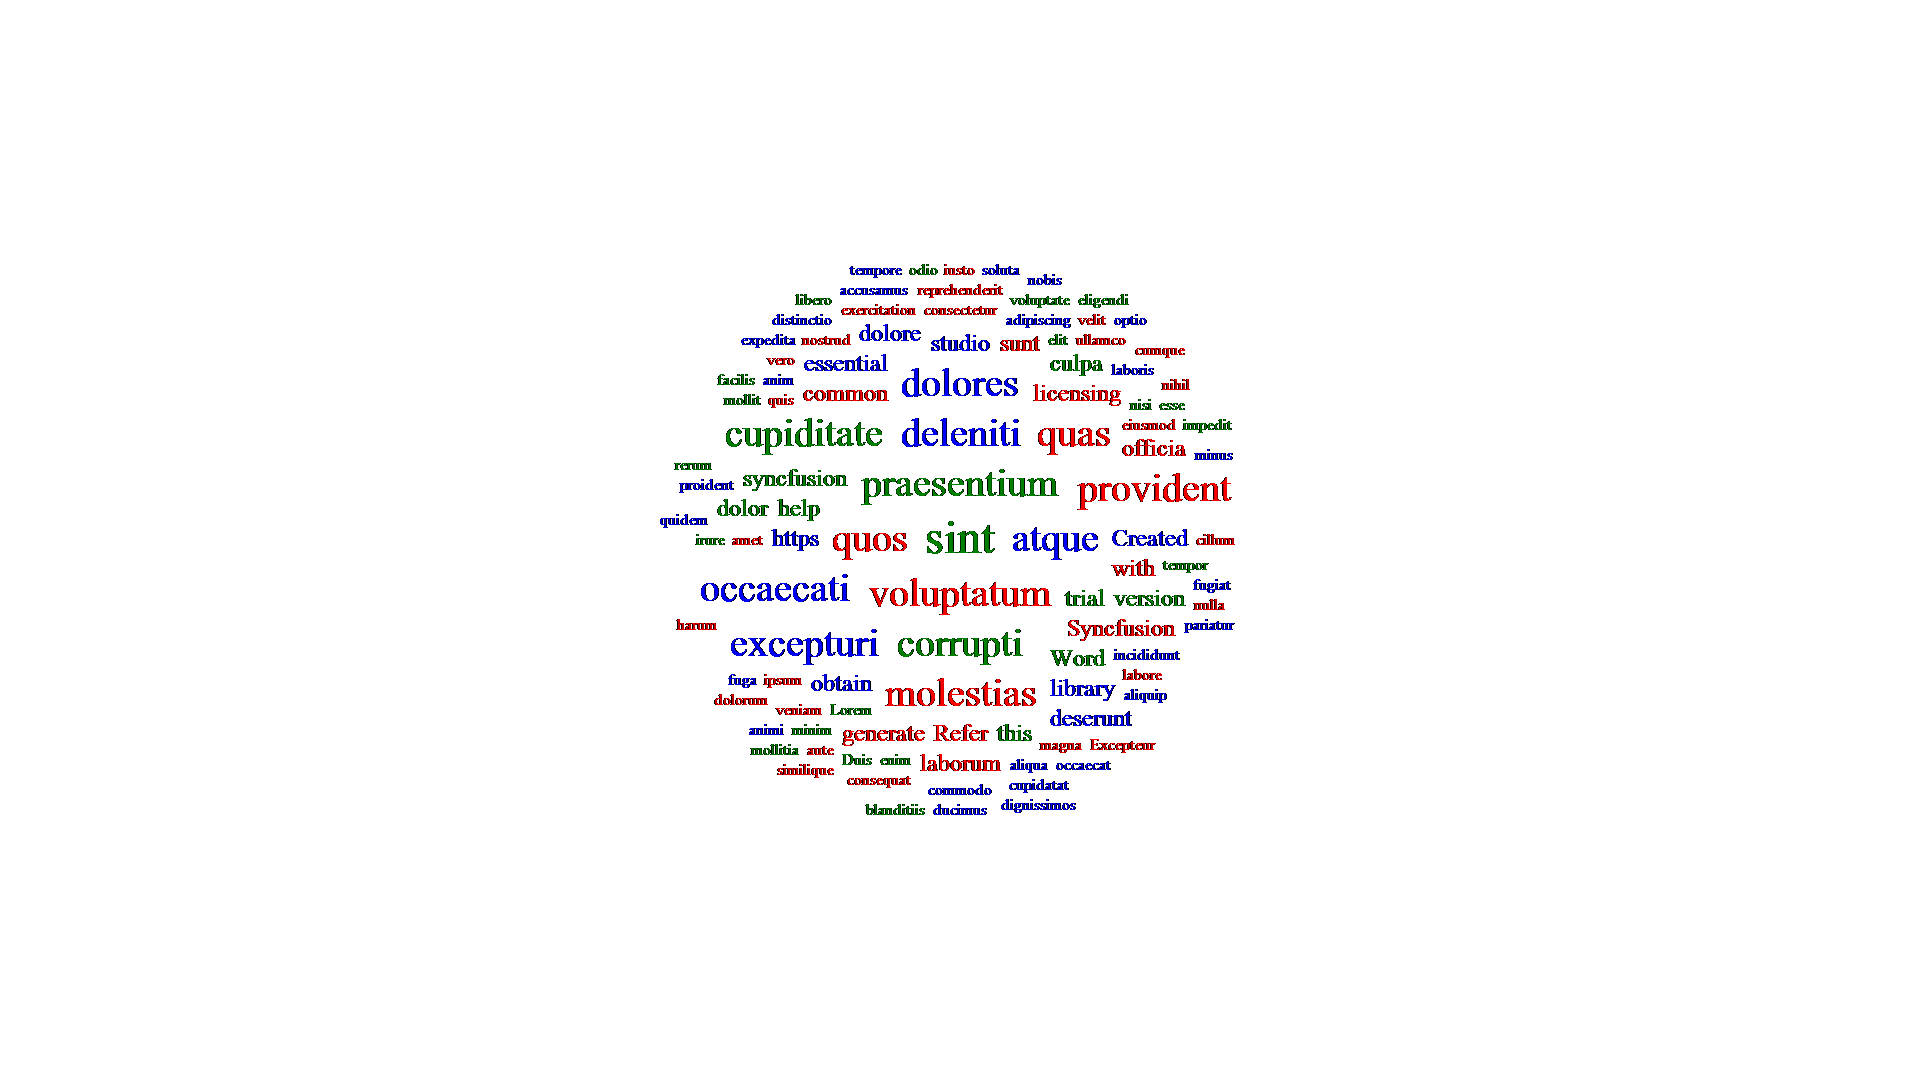 tempore odio iusto soluta
nobis
accusamus reprehenderit
libero voluptate eligendi
exercitation consectetur
distinctio adipiscing velit optio
dolore
expedita nostrud studio sunt elit ullamco
cumque
vero essential culpa
laboris
facilis anim dolores nihil
common licensing
mollit quis nisi esse
eiusmod impedit
cupiditate deleniti quas
officia minus
rerum
syncfusion praesentium provident
proident
dolor help
quidem
https quos sint atque Created
irure amet cillum
with tempor
occaecati fugiat
voluptatum trial version
nulla
harum Syncfusion pariatur
excepturi corrupti
Word incididunt
labore
fuga ipsum obtain molestias library aliquip
dolorum
veniam Lorem deserunt
animi minim generate Refer this
magna Excepteur
mollitia aute
Duis enim laborum aliqua occaecat
similique
consequat cupidatat
commodo
blanditiis ducimus dignissimos